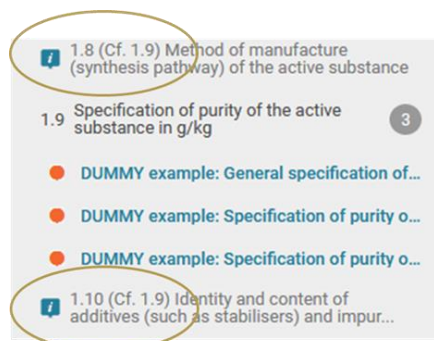 1.8 (Cf. 1.9) Method of manufacture
(synthesis pathway) of the active substance
1.9 Specification of purity of the active
substance in g/kg
3
DUMMY example: General specification of...
DUMMY example: Specification of purity o...
DUMMY example: Specification of purity o...
1.10 (Cf. 1.9) Identity and content of
additives (such as stabilisers) and impur...